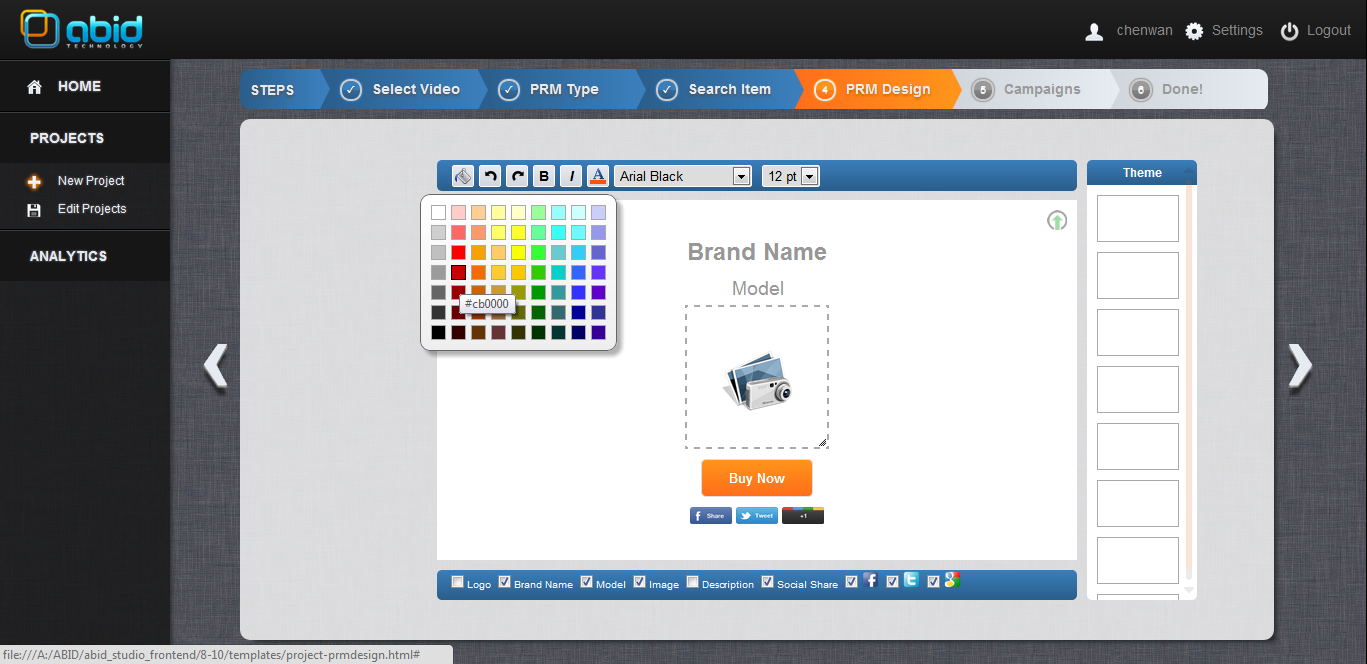 abid
TECHNOLOGY
chenwan Settings Logout
HOME
PROJECTS
New Project
Edit Projects
ANALYTICS
STEPS Select Video PRM Type Search Item 4 PRM Design 5 Campaigns 6 Done!
B I A Arial Black 12 pt
Theme
#cb0000
Brand Name
Model
Buy Now
f Share Tweet +1
Logo Brand Name Model Image Description Social Share f t g
file:///A:/ABID/abid_studio_frontend/8-10/templates/project-prmdesign.html#